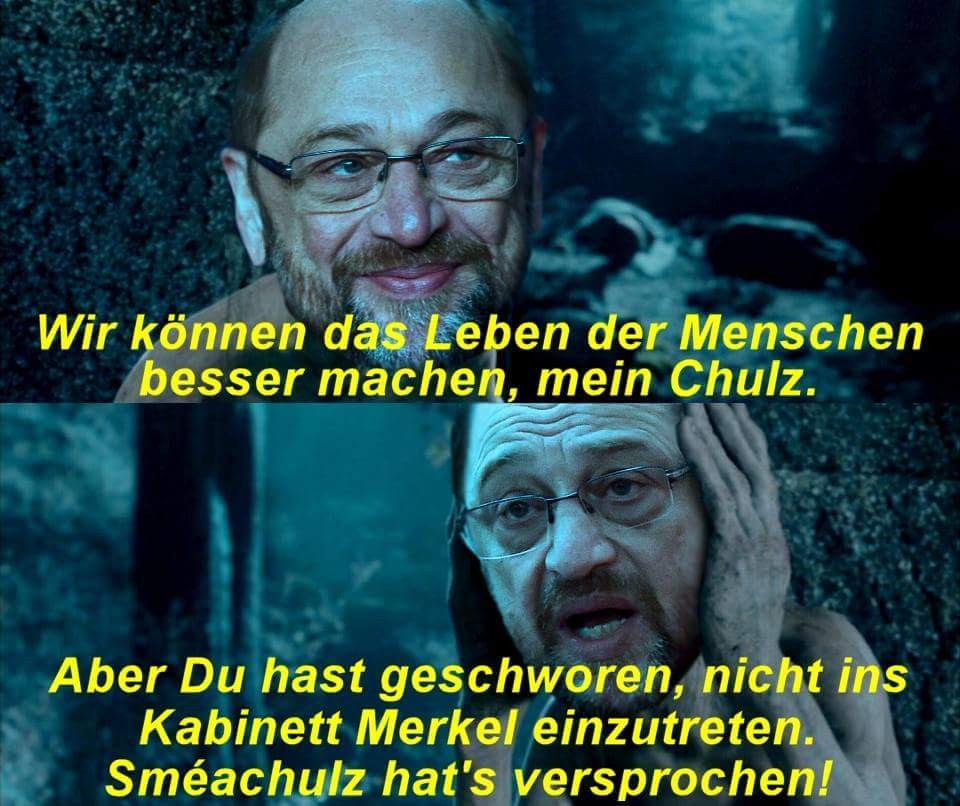 Wir können das Leben der Menschen
besser machen, mein Chulz.
Aber Du hast geschworen, nicht ins
Kabinett Merkel einzutreten.
Sméachulz hat's versprochen!